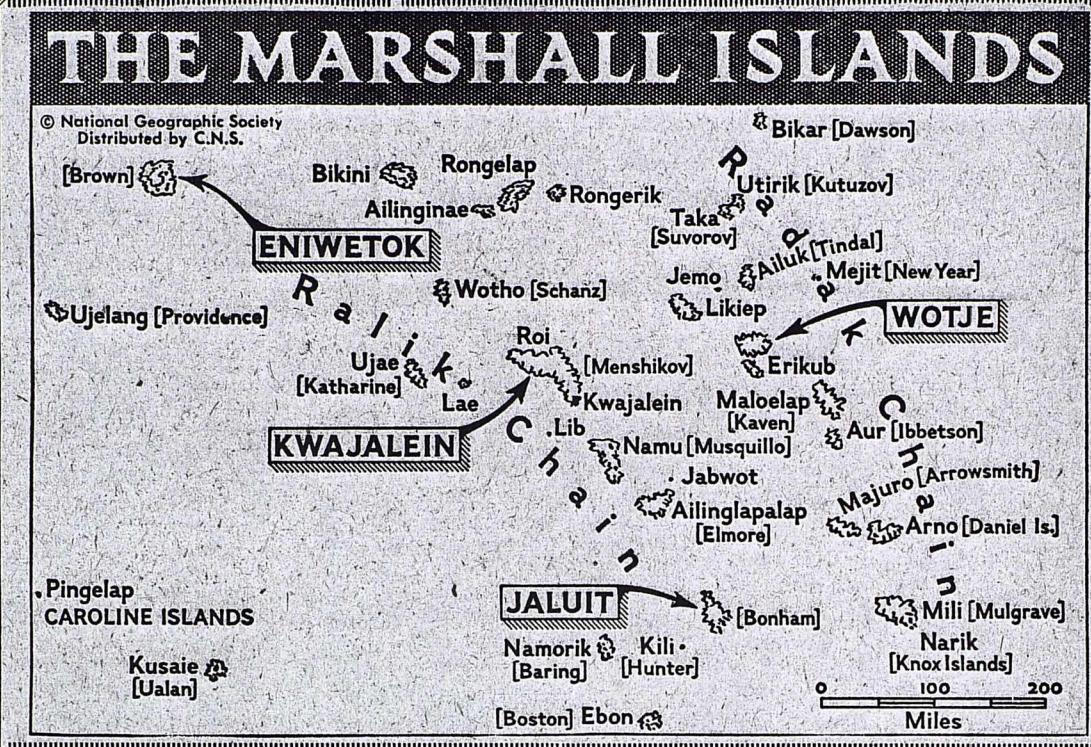 THE MARSHALL ISLANDS
© National Geographic Society
Distributed by C.N.S.
Bikar [Dawson]
[Brown]
Bikini
Rongelap
Rongerik
Ailinginae
Utirik [Kutuzov]
Taka
[Suvorov]
ENIWETOK
Ailuk [Tindal]
Jemo
Mejit [New Year]
Ralik Chain
Radak Chain
Wotho [Schanz]
Likiep
Ujelang [Providence]
WOTJE
Roi
Ujae
[Katharine]
[Menshikov]
Erikub
Lae
Kwajalein
Maloelap
[Kaven]
KWAJALEIN
Lib
Aur [Ibbetson]
Namu [Musquillo]
Jabwot
Majuro [Arrowsmith]
Ailinglapalap
[Elmore]
Arno [Daniel Is.]
Pingelap
CAROLINE ISLANDS
JALUIT
[Bonham]
Mili [Mulgrave]
Namorik
[Baring]
Kili
[Hunter]
Narik
[Knox Islands]
Kusaie
[Ualan]
0 100 200
Miles
[Boston] Ebon